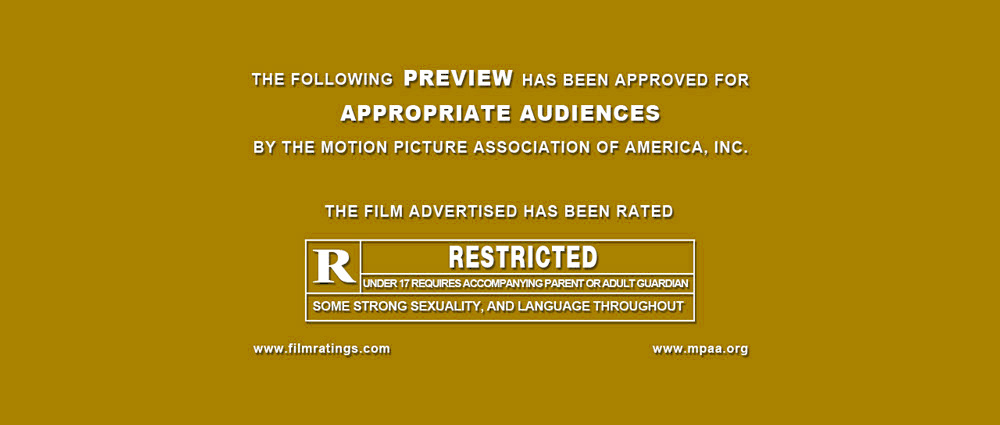 THE FOLLOWING PREVIEW HAS BEEN APPROVED FOR
APPROPRIATE AUDIENCES
BY THE MOTION PICTURE ASSOCIATION OF AMERICA, INC.
THE FILM ADVERTISED HAS BEEN RATED
R RESTRICTED
UNDER 17 REQUIRES ACCOMPANYING PARENT OR ADULT GUARDIAN
SOME STRONG SEXUALITY, AND LANGUAGE THROUGHOUT
www.filmratings.com www.mpaa.org